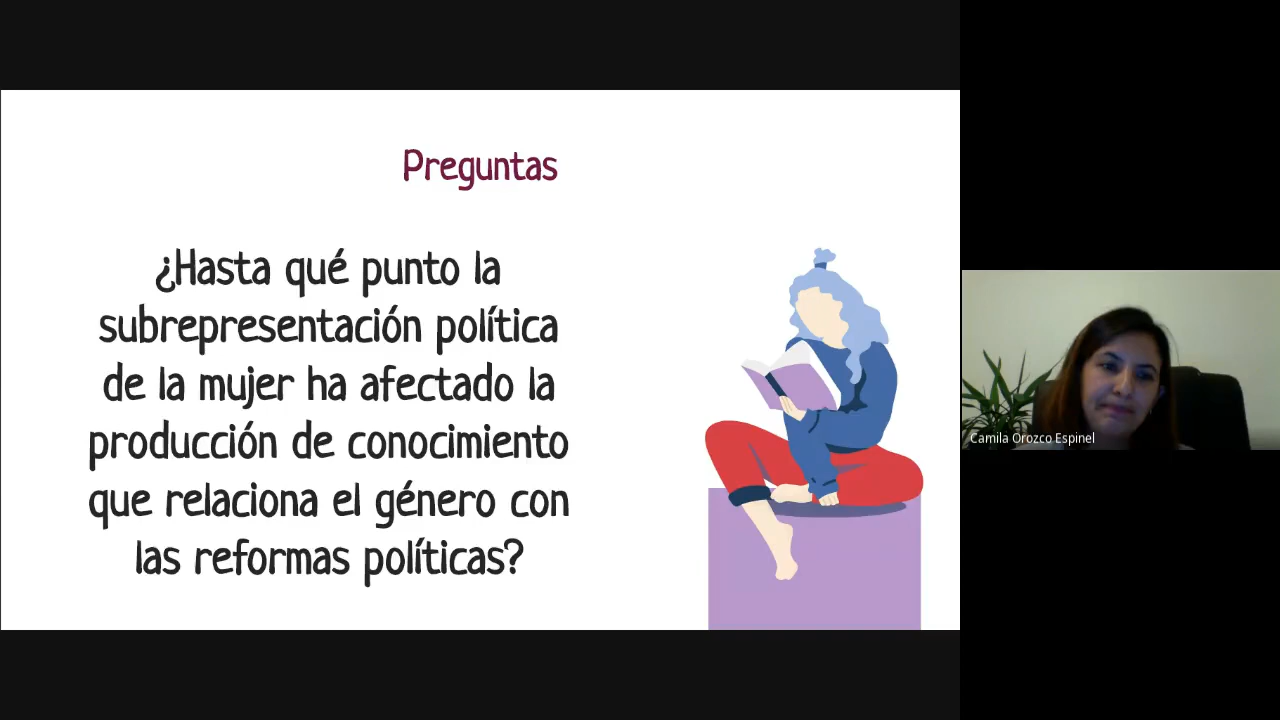 Preguntas
¿Hasta qué punto la
subrepresentación política
de la mujer ha afectado la
producción de conocimiento
que relaciona el género con
las reformas políticas?
Camila Orozco Espinel